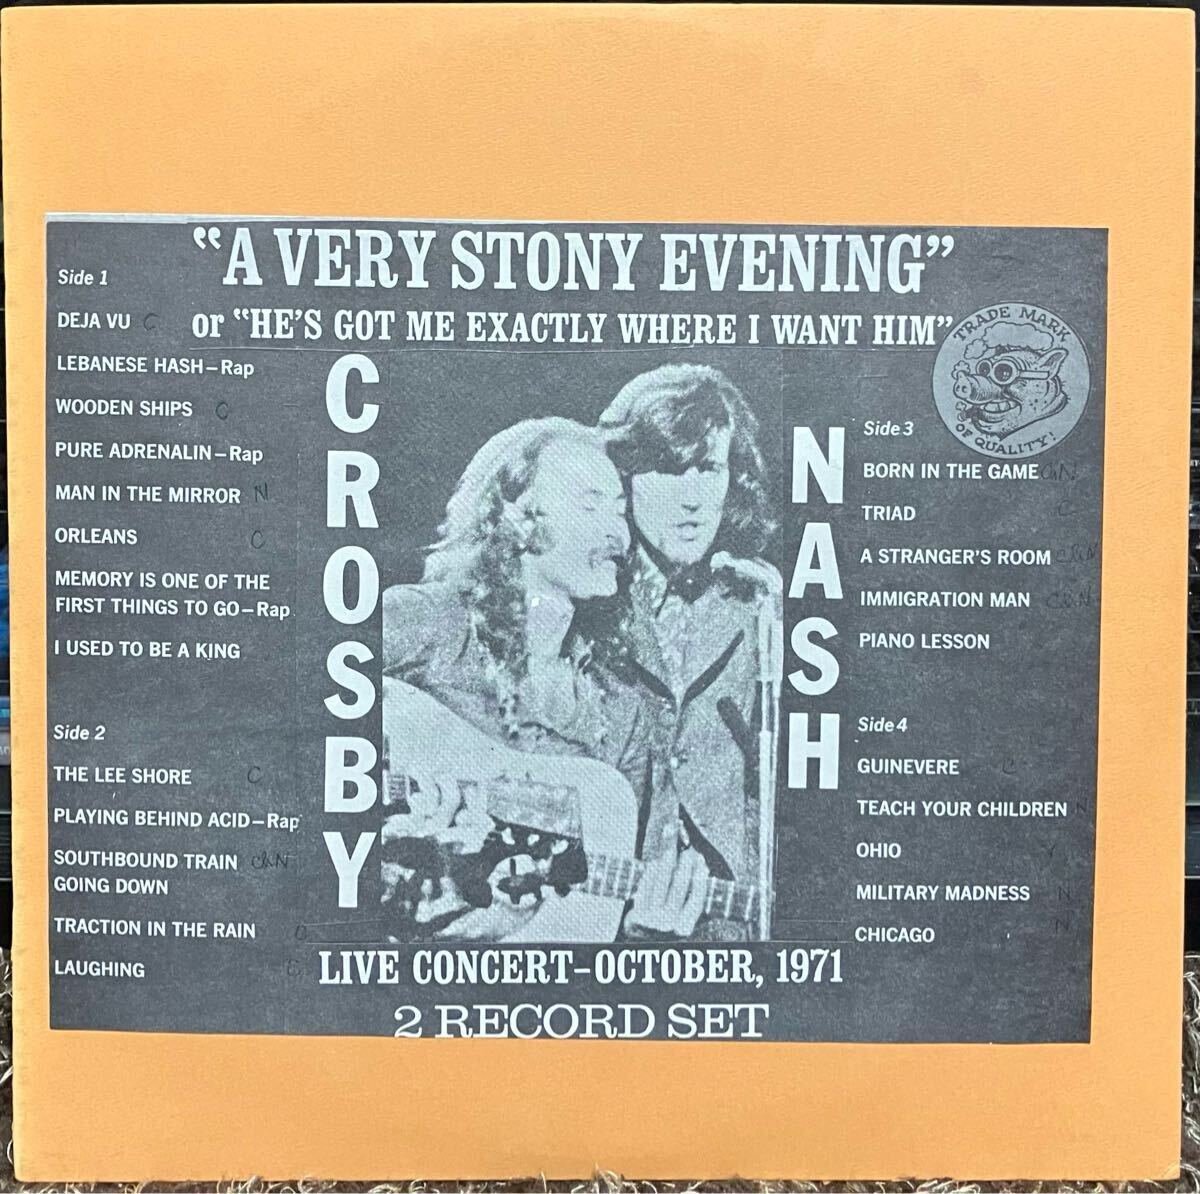 "A VERY STONY EVENING"
or "HE'S GOT ME EXACTLY WHERE I WANT HIM"
TRADE MARK
OF QUALITY!
CROSBY
NASH
Side 1
DEJA VU C
LEBANESE HASH–Rap
WOODEN SHIPS C
PURE ADRENALIN–Rap
MAN IN THE MIRROR N
ORLEANS C
MEMORY IS ONE OF THE
FIRST THINGS TO GO–Rap
I USED TO BE A KING
Side 2
THE LEE SHORE C
PLAYING BEHIND ACID–Rap
SOUTHBOUND TRAIN C&N
GOING DOWN
TRACTION IN THE RAIN
LAUGHING
Side 3
BORN IN THE GAME
TRIAD C
A STRANGER'S ROOM C&N
IMMIGRATION MAN C&N
PIANO LESSON
Side 4
GUINEVERE C
TEACH YOUR CHILDREN N
OHIO Y
MILITARY MADNESS N
CHICAGO N
LIVE CONCERT–OCTOBER, 1971
2 RECORD SET